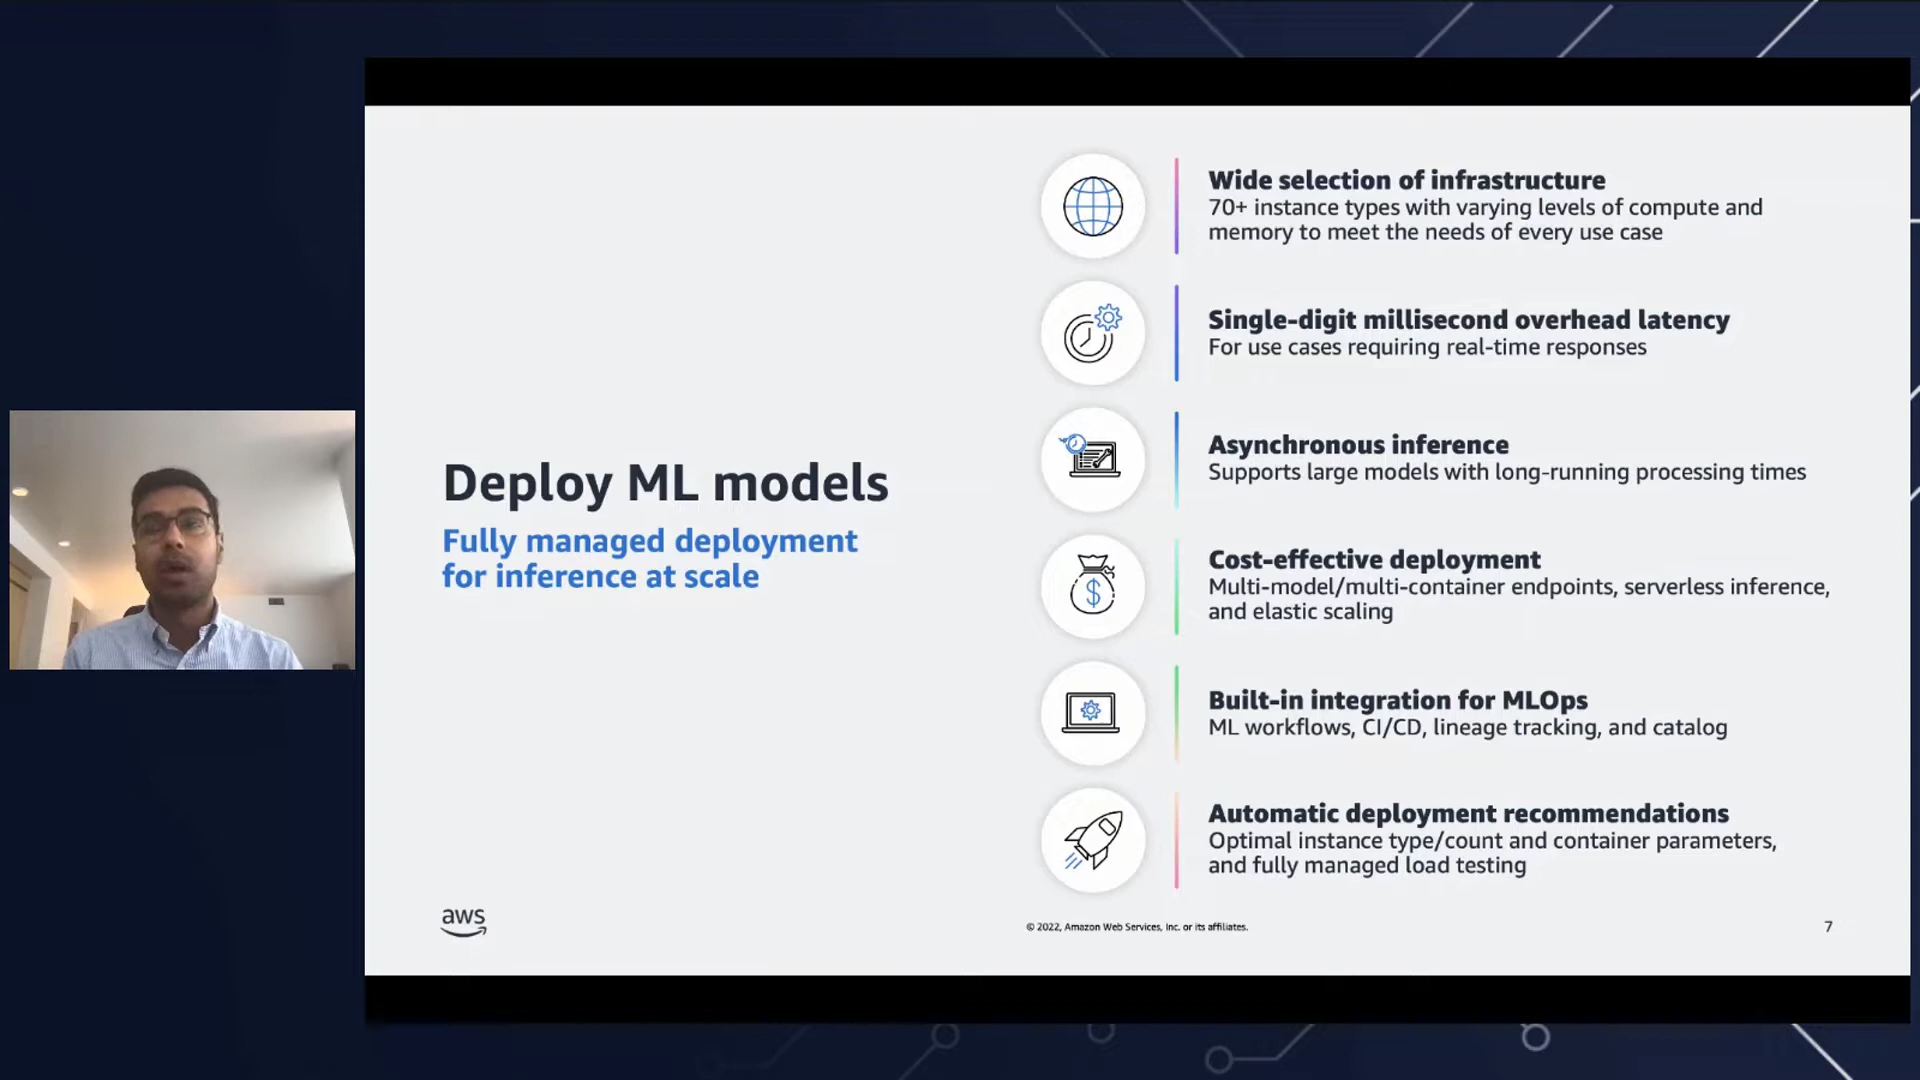 Deploy ML models
Fully managed deployment
for inference at scale
Wide selection of infrastructure
70+ instance types with varying levels of compute and
memory to meet the needs of every use case
Single-digit millisecond overhead latency
For use cases requiring real-time responses
Asynchronous inference
Supports large models with long-running processing times
Cost-effective deployment
Multi-model/multi-container endpoints, serverless inference,
and elastic scaling
$
Built-in integration for MLOps
ML workflows, CI/CD, lineage tracking, and catalog
Automatic deployment recommendations
Optimal instance type/count and container parameters,
and fully managed load testing
aws
© 2022, Amazon Web Services, Inc. or its affiliates.
7